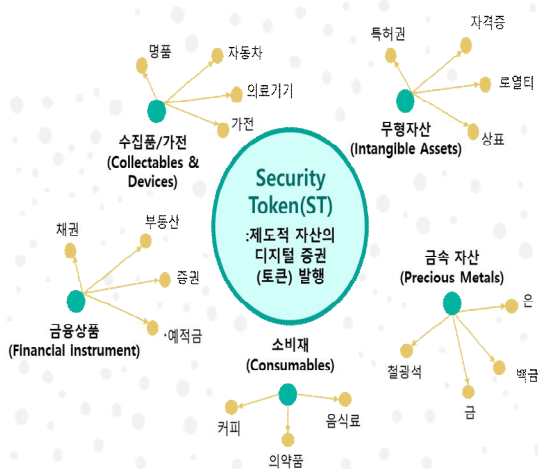 명품
자동차
의료기기
가전
수집품/가전
(Collectables &
Devices)
특허권
자격증
로열티
상표
무형자산
(Intangible Assets)
Security
Token(ST)
:제도적 자산의
디지털 증권
(토큰) 발행
채권
부동산
증권
·예적금
금융상품
(Financial instrument)
금속 자산
(Precious Metals)
은
백금
금
철광석
소비재
(Consumables)
커피
의약품
음식료